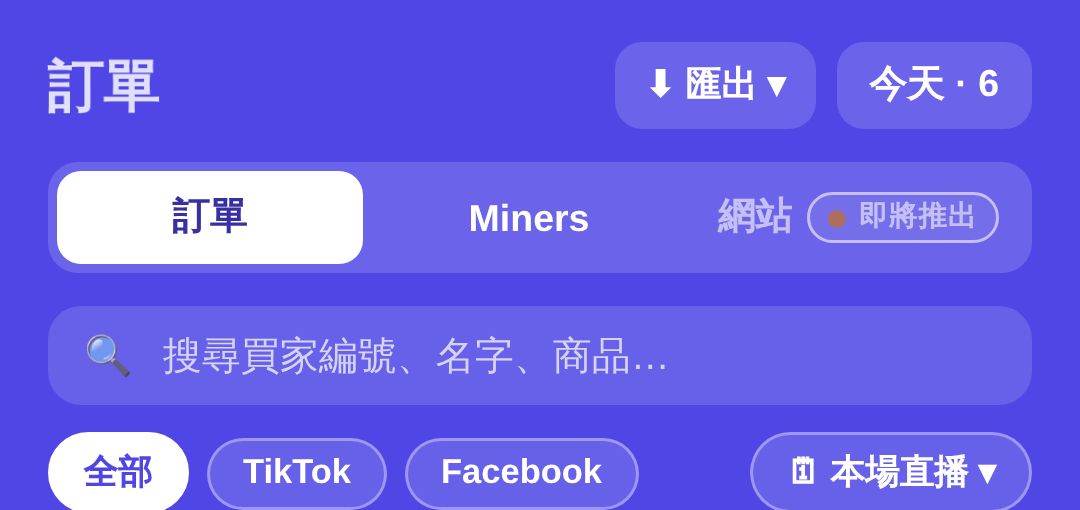 訂單
⬇ 匯出 ▾
今天 · 6
訂單
Miners
網站 即將推出
搜尋買家編號、名字、商品…
全部
TikTok
Facebook
本場直播 ▾